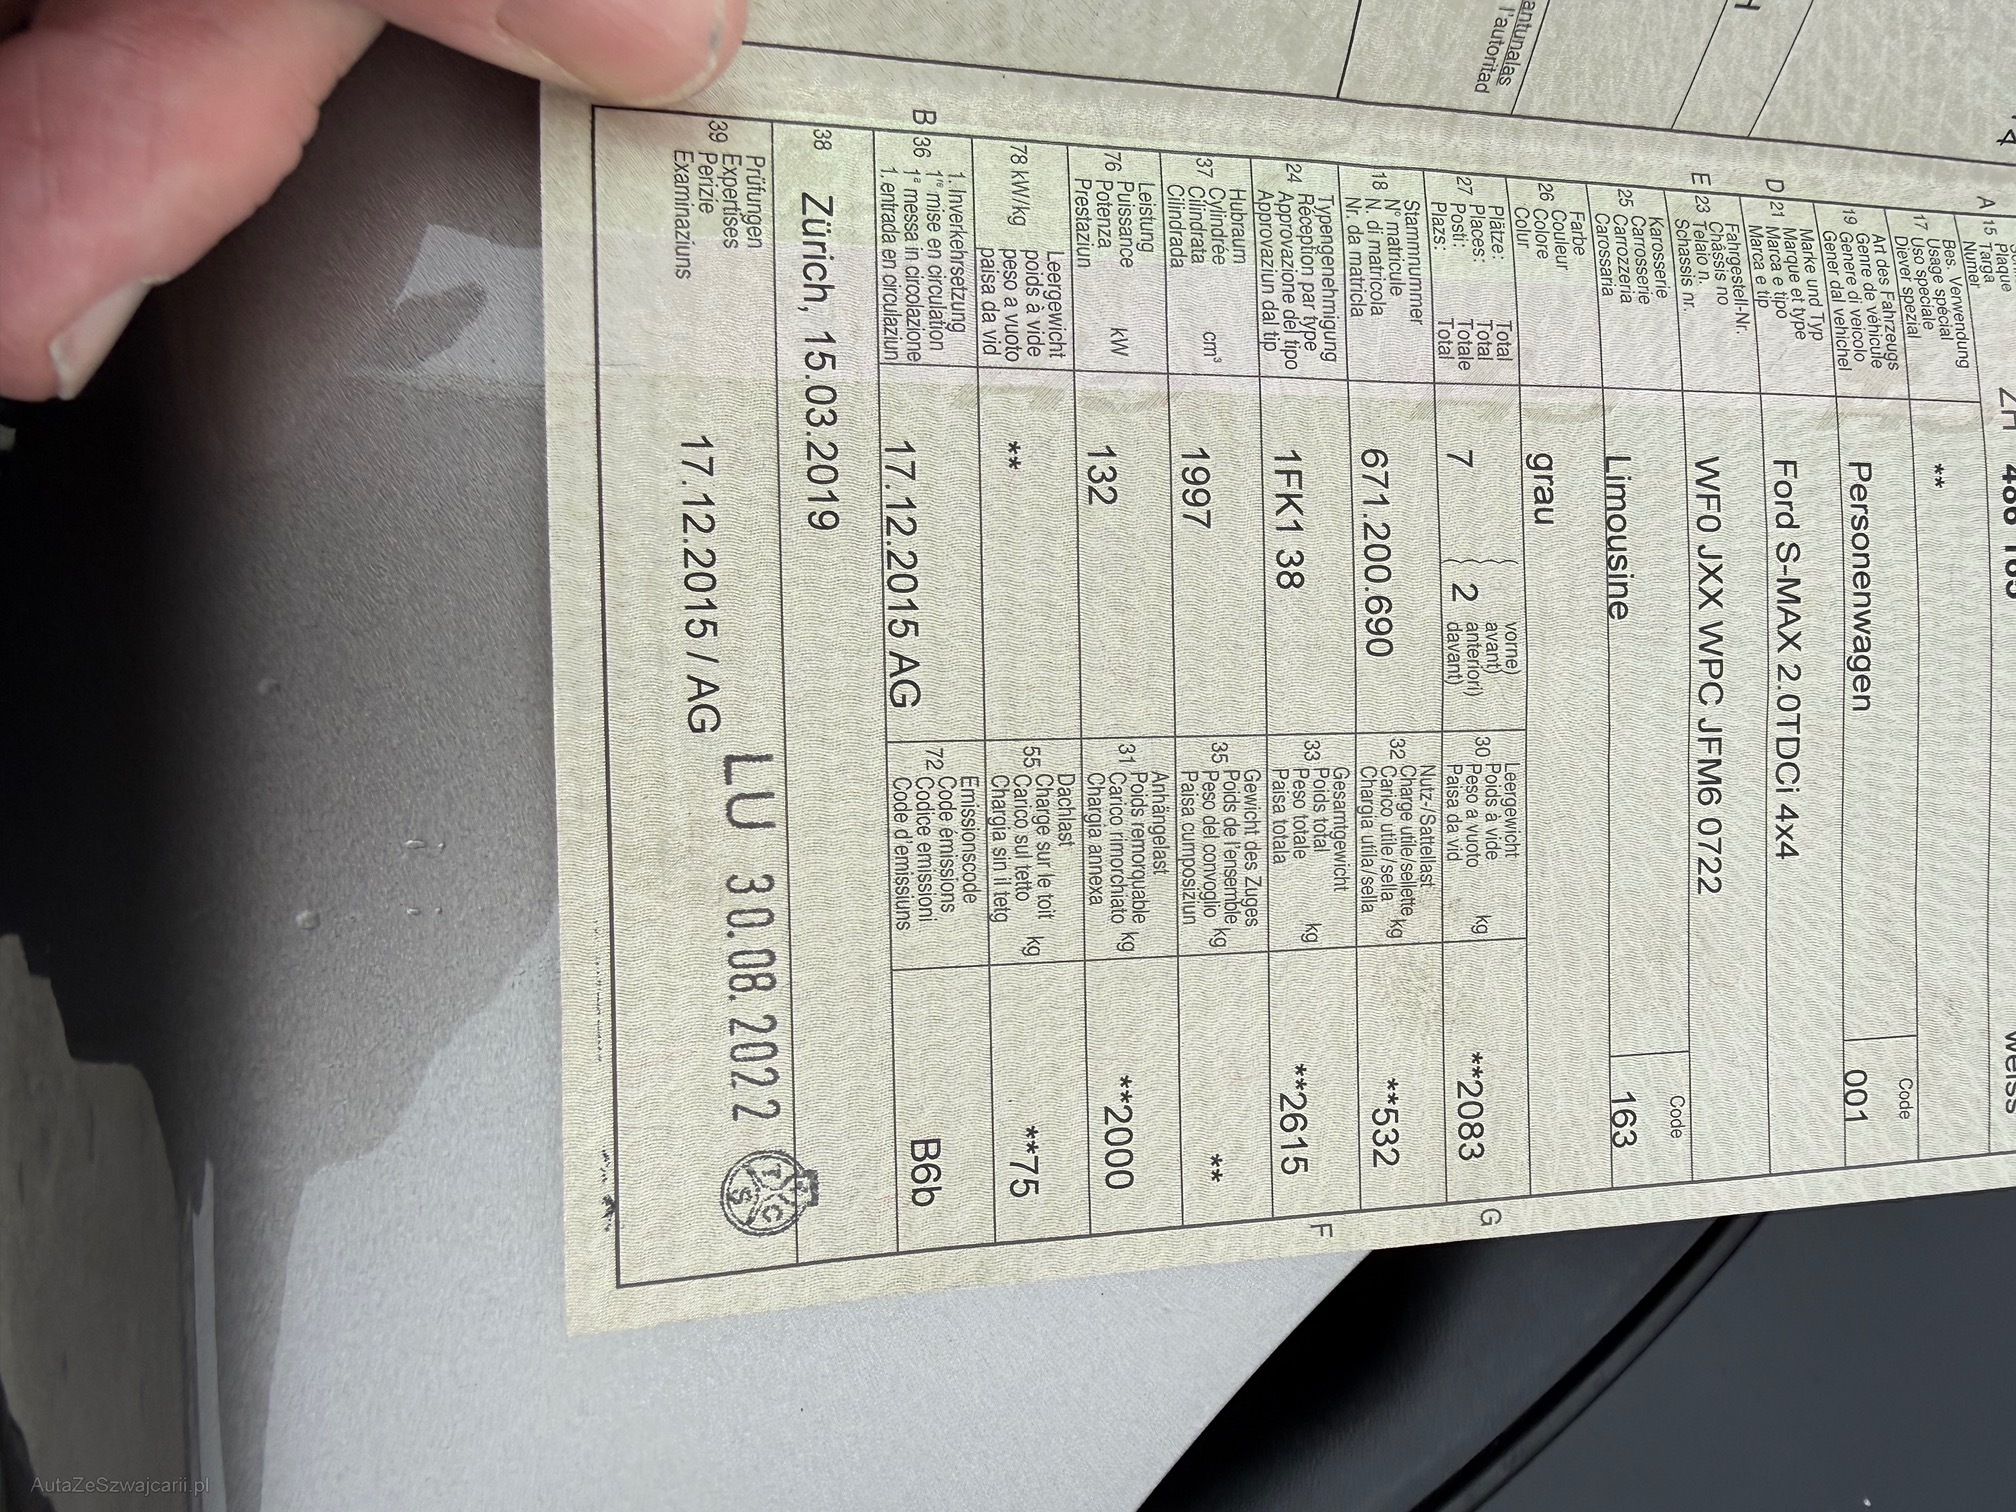 antunalas
l'autoritad
15 Plaque
A Targa
Numer
weiss
Bes. Verwendung
Usage spécial
17 Uso speciale
Diever spezial
**
Art des Fahrzeugs
Genre de véhicule
19 Genere di veicolo
Gener dal vehichel
Personenwagen
Code
001
Marke und Typ
D 21 Marque et type
Marca e tipo
Marca e tip
Ford S-MAX 2.0TDCi 4x4
Fahrgestell-Nr.
E 23 Châssis no
Telaio n.
Schassis nr.
WF0 JXX WPC JFM6 0722
Karosserie
25 Carrosserie
Carrozzeria
Carossaria
Limousine
Code
163
Farbe
26 Couleur
Colore
Colur
grau
Plätze: Total
27 Places: Total
Posti: Totale
Plazs: Total
7
2
vorne)
avant)
anteriori)
davant)
Leergewicht
30 Poids à vide kg
Peso a vuoto
Paisa da vid
**2083
G
Stammnummer
18 N° matricule
N. di matricola
Nr. da matricla
671.200.690
Nutz-/Sattellast
32 Charge utile/sellette kg
Carico utile/sella
Chargia utila/sella
**532
Typengenehmigung
24 Réception par type
Approvazione del tipo
Approvaziun dal tip
1FK1 38
Gesamtgewicht
33 Poids total kg
Peso totale
Paisa totala
**2615
F
Hubraum
37 Cylindrée cm³
Cilindrata
Cilindrada
1997
Gewicht des Zuges
35 Poids de l'ensemble kg
Peso del convoglio
Paisa cumposiziun
**
Leistung
76 Puissance kW
Potenza
Prestaziun
132
Anhängelast
31 Poids remorquable kg
Carico rimorchiato
Chargia annexa
**2000
Leergewicht
78 kW/kg poids à vide
peso a vuoto
paisa da vid
**
Dachlast
55 Charge sur le toit kg
Carico sul tetto
Chargia sin il tetg
**75
1. Inverkehrsetzung
B 36 1re mise en circulation
1a messa in circolazione
1. entrada en circulaziun
17.12.2015 AG
Emissionscode
72 Code émissions
Codice emissioni
Code d'emissiuns
B6b
38 Zürich, 15.03.2019
Prüfungen
39 Expertises
Perizie
Examinaziuns
17.12.2015 / AG
LU 30.08.2022
T C S
AutaZeSzwajcarii.pl